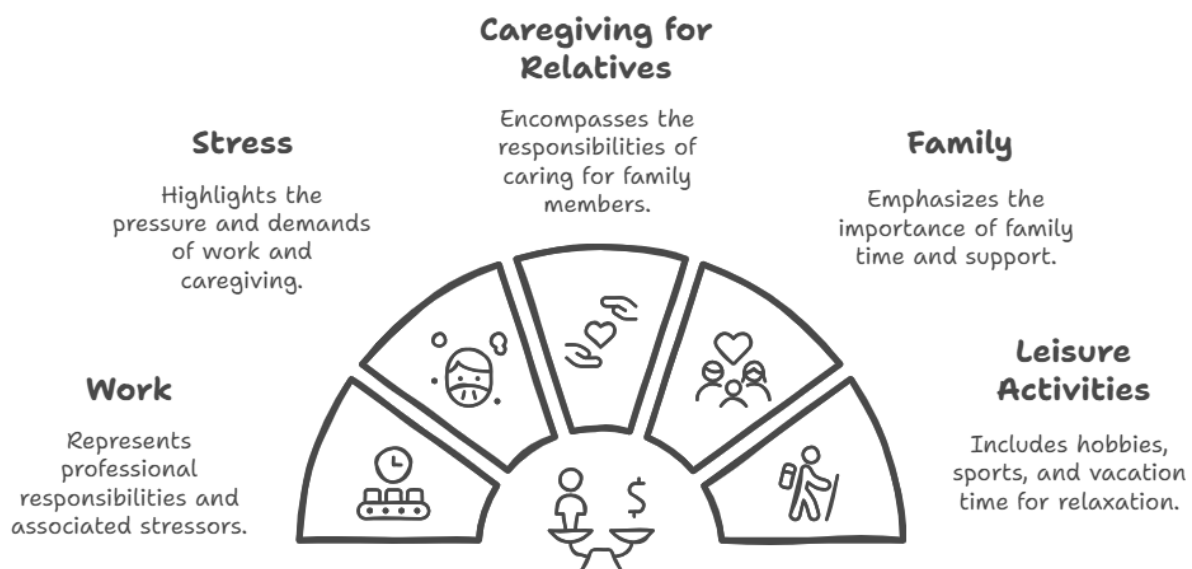 Caregiving for
Relatives
Encompasses the
responsibilities of
caring for family
members.
Stress
Highlights the
pressure and demands
of work and
caregiving.
Family
Emphasizes the
importance of family
time and support.
Work
Represents
professional
responsibilities and
associated stressors.
Leisure
Activities
Includes hobbies,
sports, and vacation
time for relaxation.
$